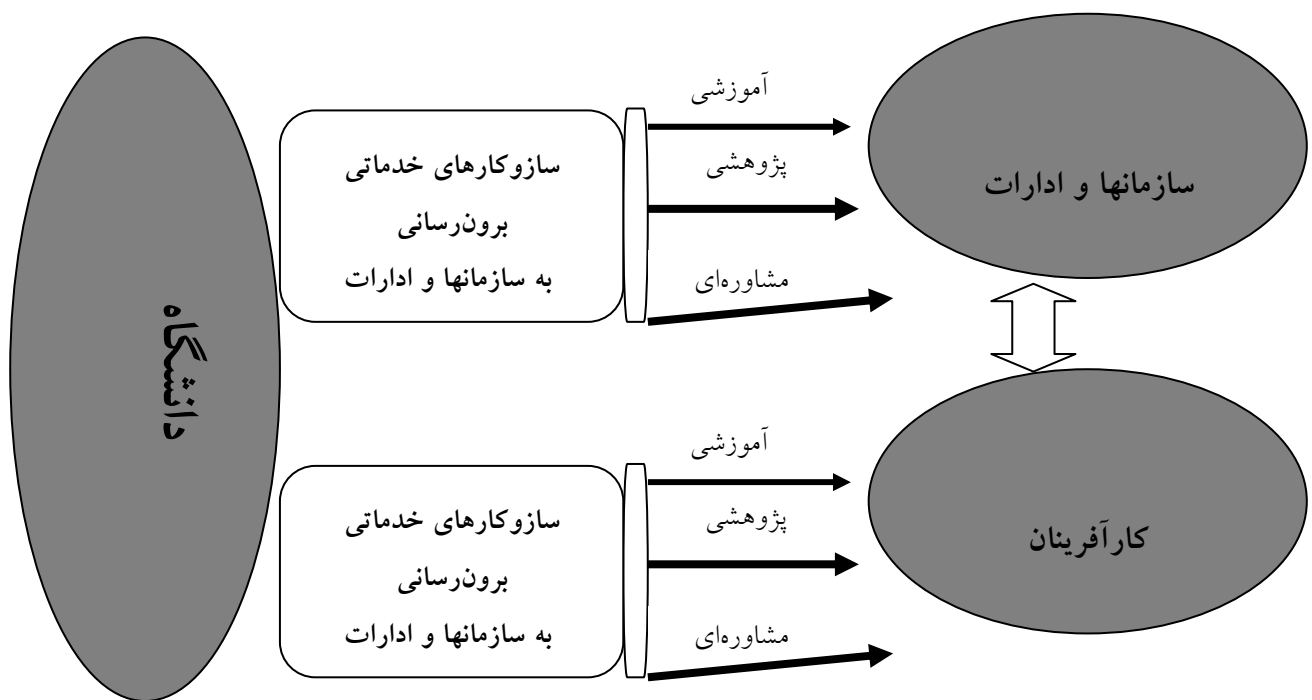 دانشگاه
سازوکارهای خدماتی
برون‌رسانی
به سازمانها و ادارات
آموزشی
پژوهشی
مشاوره‌ای
سازمانها و ادارات
سازوکارهای خدماتی
برون‌رسانی
به سازمانها و ادارات
آموزشی
پژوهشی
مشاوره‌ای
کارآفرینان